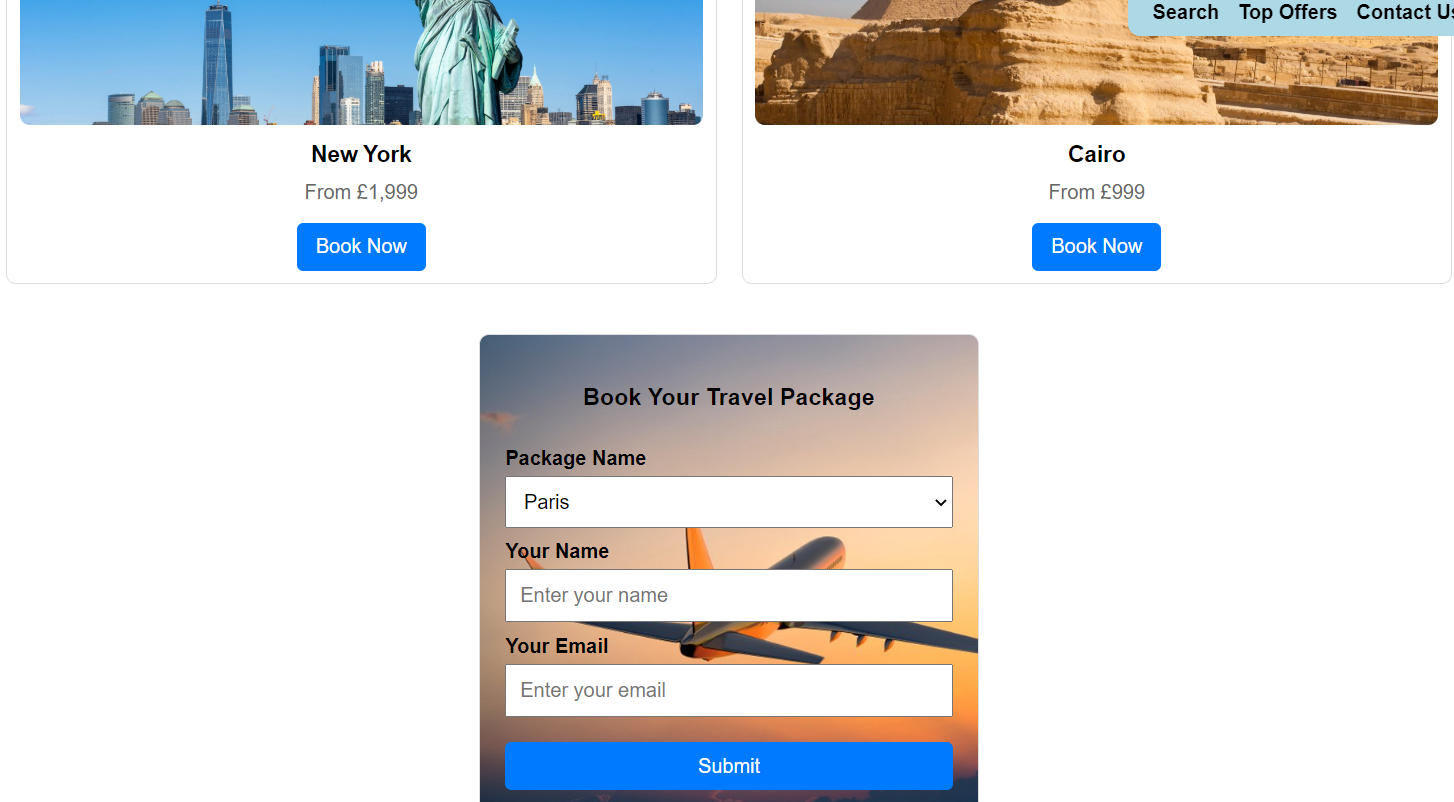 Search Top Offers Contact Us
New York
From £1,999
Book Now
Cairo
From £999
Book Now
Book Your Travel Package
Package Name
Paris
Your Name
Enter your name
Your Email
Enter your email
Submit